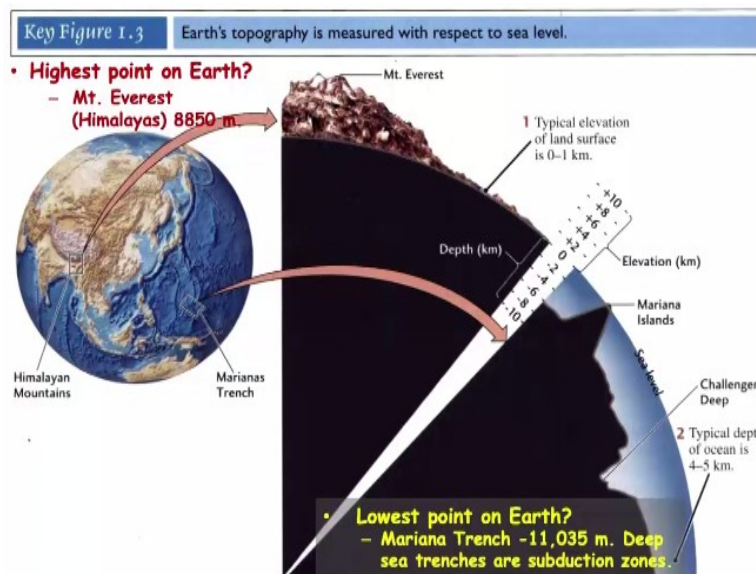 Key Figure 1.3
Earth's topography is measured with respect to sea level.
• Highest point on Earth?
– Mt. Everest
(Himalayas) 8850 m.
Mt. Everest
1 Typical elevation
of land surface
is 0–1 km.
+10
+8
+6
+4
+2
0
-2
-4
-6
-8
-10
Depth (km)
Elevation (km)
Mariana
Islands
Sea level
Himalayan
Mountains
Marianas
Trench
Challenger
Deep
2 Typical dept
of ocean is
4–5 km.
• Lowest point on Earth?
– Mariana Trench -11,035 m. Deep
sea trenches are subduction zones.